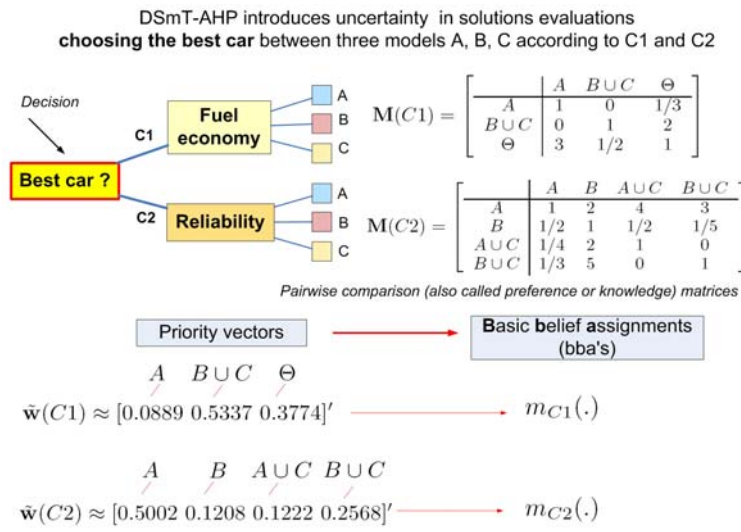 DSmT-AHP introduces uncertainty in solutions evaluations
choosing the best car between three models A, B, C according to C1 and C2
Decision
Best car ?
C1
Fuel
economy
A
B
C
C2
Reliability
A
B
C
M(C1) =
A B ∪ C Θ
A 1 0 1/3
B ∪ C 0 1 2
Θ 3 1/2 1
M(C2) =
A B A ∪ C B ∪ C
A 1 2 4 3
B 1/2 1 1/2 1/5
A ∪ C 1/4 2 1 0
B ∪ C 1/3 5 0 1
Pairwise comparison (also called preference or knowledge) matrices
Priority vectors
Basic belief assignments
(bba's)
A B ∪ C Θ
w̃(C1) ≈ [0.0889 0.5337 0.3774]′
m_C1(.)
A B A ∪ C B ∪ C
w̃(C2) ≈ [0.5002 0.1208 0.1222 0.2568]′
m_C2(.)